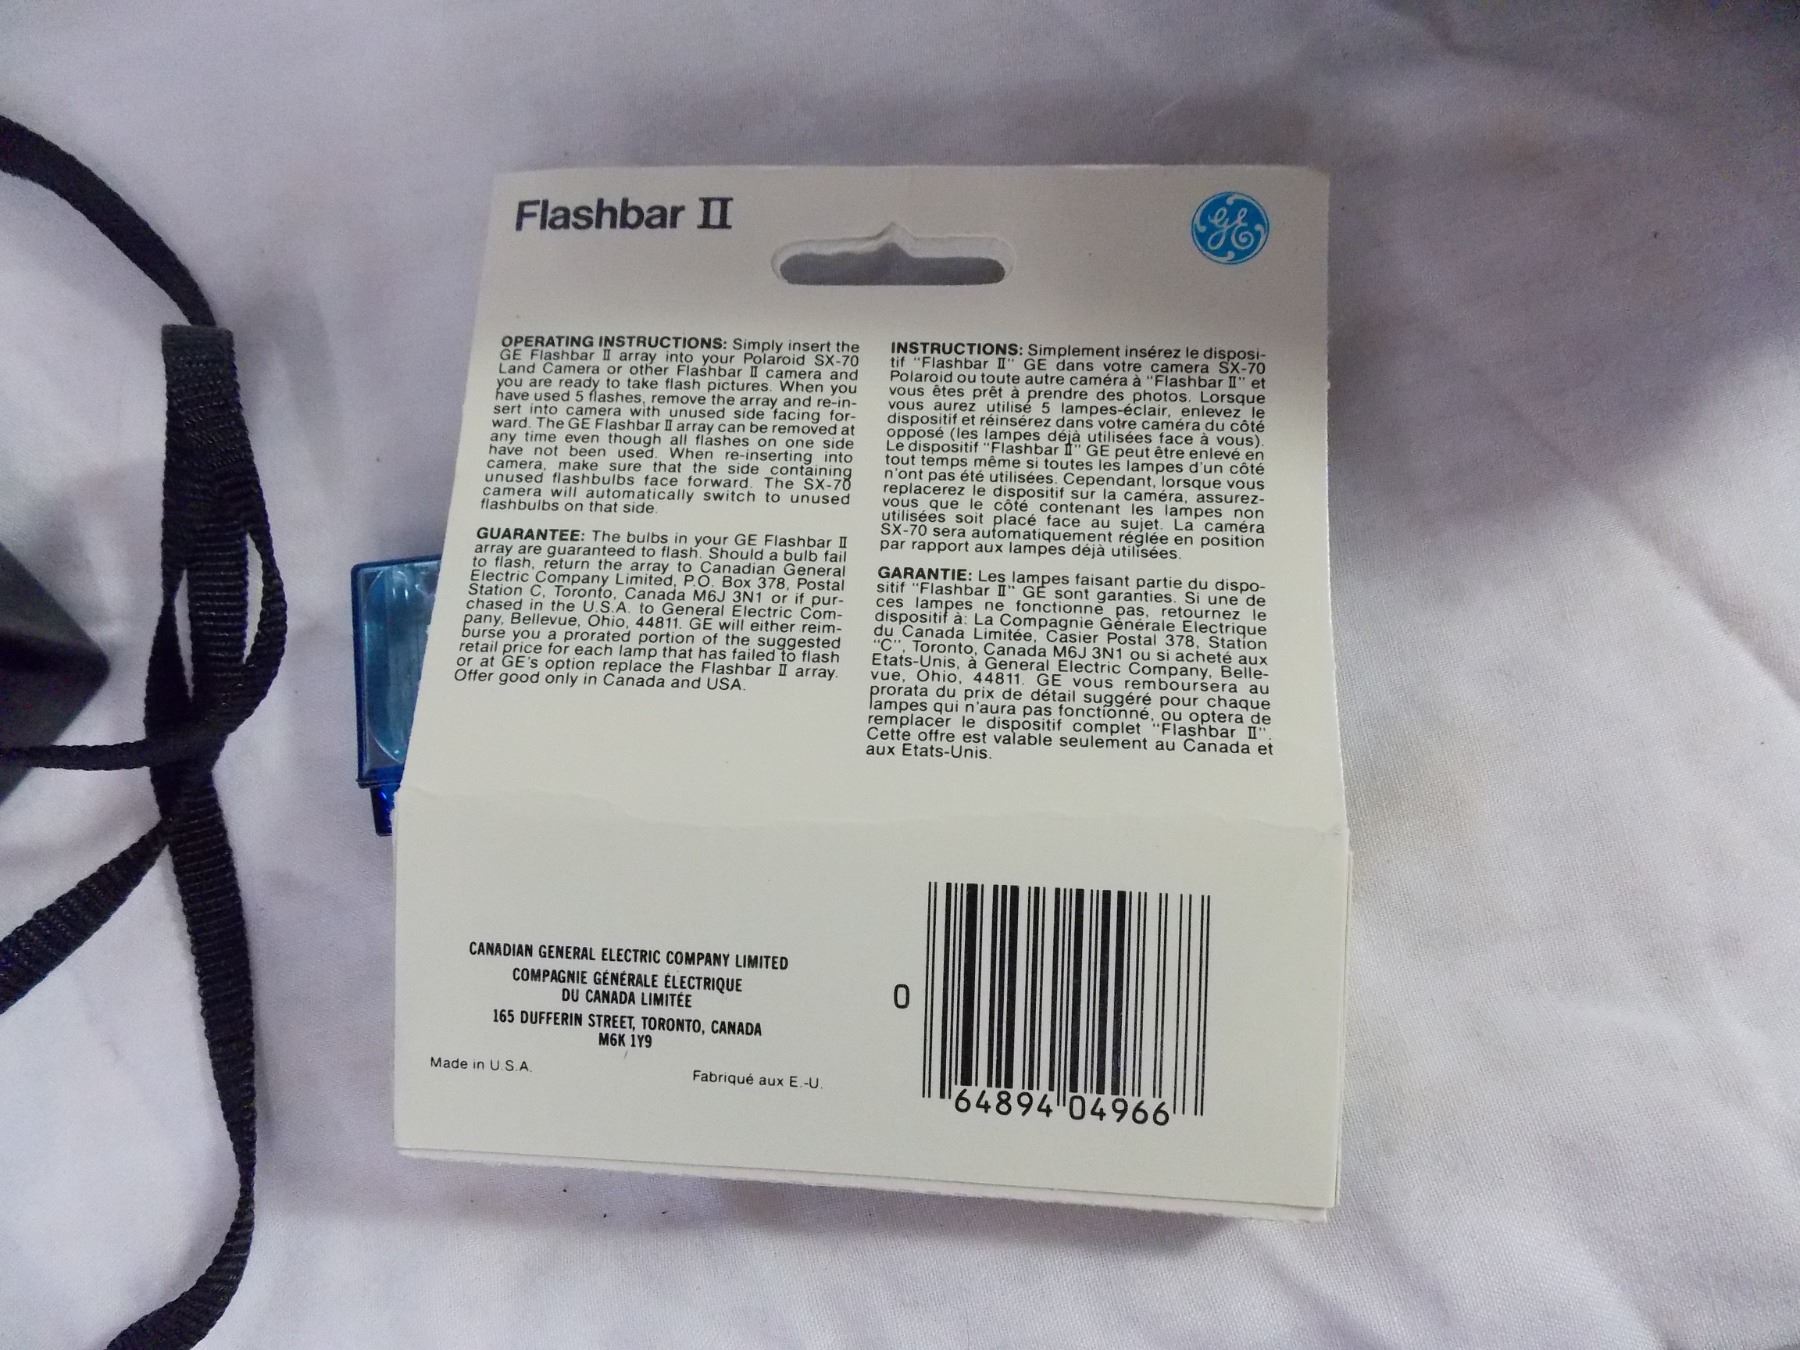 Flashbar II
GE
OPERATING INSTRUCTIONS: Simply insert the
GE Flashbar II array into your Polaroid SX-70
Land Camera or other Flashbar II camera and
you are ready to take flash pictures. When you
have used 5 flashes, remove the array and re-in-
sert into camera with unused side facing for-
ward. The GE Flashbar II array can be removed at
any time even though all flashes on one side
have not been used. When re-inserting into
camera, make sure that the side containing
unused flashbulbs face forward. The SX-70
camera will automatically switch to unused
flashbulbs on that side.
GUARANTEE: The bulbs in your GE Flashbar II
array are guaranteed to flash. Should a bulb fail
to flash, return the array to Canadian General
Electric Company Limited, P.O. Box 378, Postal
Station C, Toronto, Canada M6J 3N1 or if pur-
chased in the U.S.A. to General Electric Com-
pany, Bellevue, Ohio, 44811. GE will either reim-
burse you a prorated portion of the suggested
retail price for each lamp that has failed to flash
or at GE's option replace the Flashbar II array.
Offer good only in Canada and USA.
INSTRUCTIONS: Simplement insérez le disposi-
tif "Flashbar II" GE dans votre camera SX-70
Polaroid ou toute autre caméra à "Flashbar II" et
vous êtes prêt à prendre des photos. Lorsque
vous aurez utilisé 5 lampes-éclair, enlevez le
dispositif et réinsérez dans votre caméra du côté
opposé (les lampes déjà utilisées face à vous).
Le dispositif "Flashbar II" GE peut être enlevé en
tout temps même si toutes les lampes d'un côté
n'ont pas été utilisées. Cependant, lorsque vous
replacerez le dispositif sur la caméra, assurez-
vous que le côté contenant les lampes non
utilisées soit placé face au sujet. La caméra
SX-70 sera automatiquement réglée en position
par rapport aux lampes déjà utilisées.
GARANTIE: Les lampes faisant partie du dispo-
sitif "Flashbar II" GE sont garanties. Si une de
ces lampes ne fonctionne pas, retournez le
dispositif à: La Compagnie Générale Electrique
du Canada Limitée, Casier Postal 378, Station
"C", Toronto, Canada M6J 3N1 ou si acheté aux
Etats-Unis, à General Electric Company, Belle-
vue, Ohio, 44811. GE vous remboursera au
prorata du prix de détail suggéré pour chaque
lampes qui n'aura pas fonctionné, ou optera de
remplacer le dispositif complet "Flashbar II".
Cette offre est valable seulement au Canada et
aux Etats-Unis.
CANADIAN GENERAL ELECTRIC COMPANY LIMITED
COMPAGNIE GÉNÉRALE ÉLECTRIQUE
DU CANADA LIMITÉE
165 DUFFERIN STREET, TORONTO, CANADA
M6K 1Y9
Made in U.S.A.
Fabriqué aux E.-U.
0 64894 04966